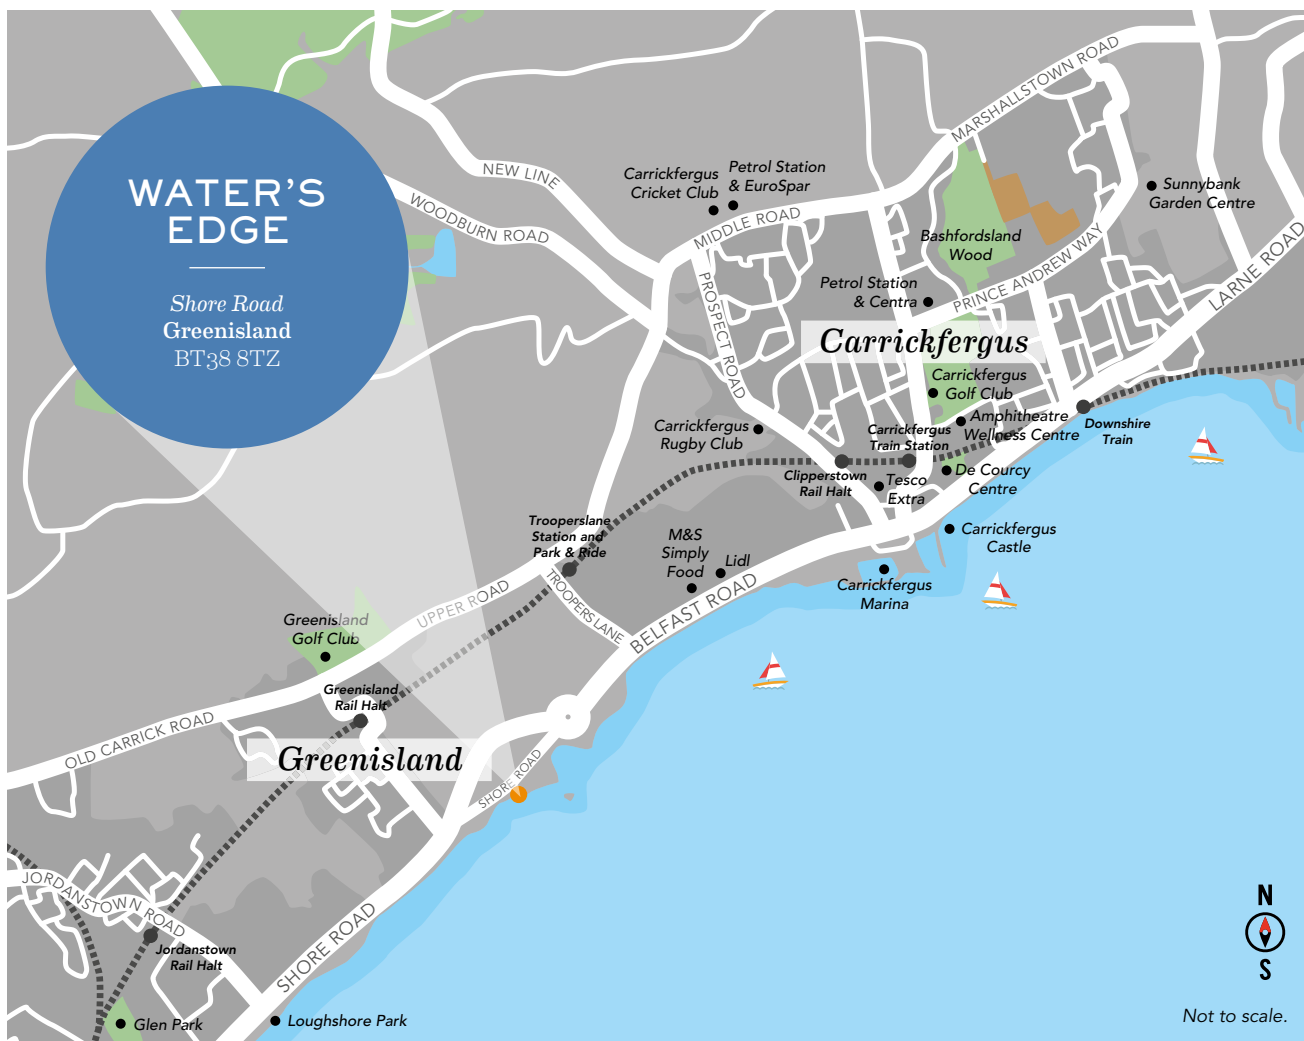 WATER'S
EDGE
Shore Road
Greenisland
BT38 8TZ
MARSHALLSTOWN ROAD
NEW LINE
WOODBURN ROAD
Carrickfergus
Cricket Club
Petrol Station
& EuroSpar
MIDDLE ROAD
Sunnybank
Garden Centre
Bashfordsland
Wood
PRINCE ANDREW WAY
LARNE ROAD
PROSPECT ROAD
Petrol Station
& Centra
Carrickfergus
Carrickfergus
Golf Club
Amphitheatre
Wellness Centre
Downshire
Train
Carrickfergus
Rugby Club
Carrickfergus
Train Station
Clipperstown
Rail Halt
Tesco
Extra
De Courcy
Centre
Carrickfergus
Castle
Carrickfergus
Marina
Trooperslane
Station and
Park & Ride
M&S
Simply
Food
Lidl
BELFAST ROAD
TROOPERS LANE
UPPER ROAD
Greenisland
Golf Club
Greenisland
Rail Halt
OLD CARRICK ROAD
Greenisland
SHORE ROAD
JORDANSTOWN ROAD
Jordanstown
Rail Halt
SHORE ROAD
Glen Park
Loughshore Park
N
S
Not to scale.